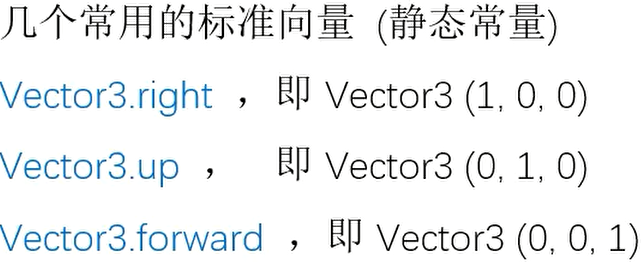 几个常用的标准向量 (静态常量)
Vector3.right ，即 Vector3 (1, 0, 0)
Vector3.up ， 即 Vector3 (0, 1, 0)
Vector3.forward ，即 Vector3 (0, 0, 1)